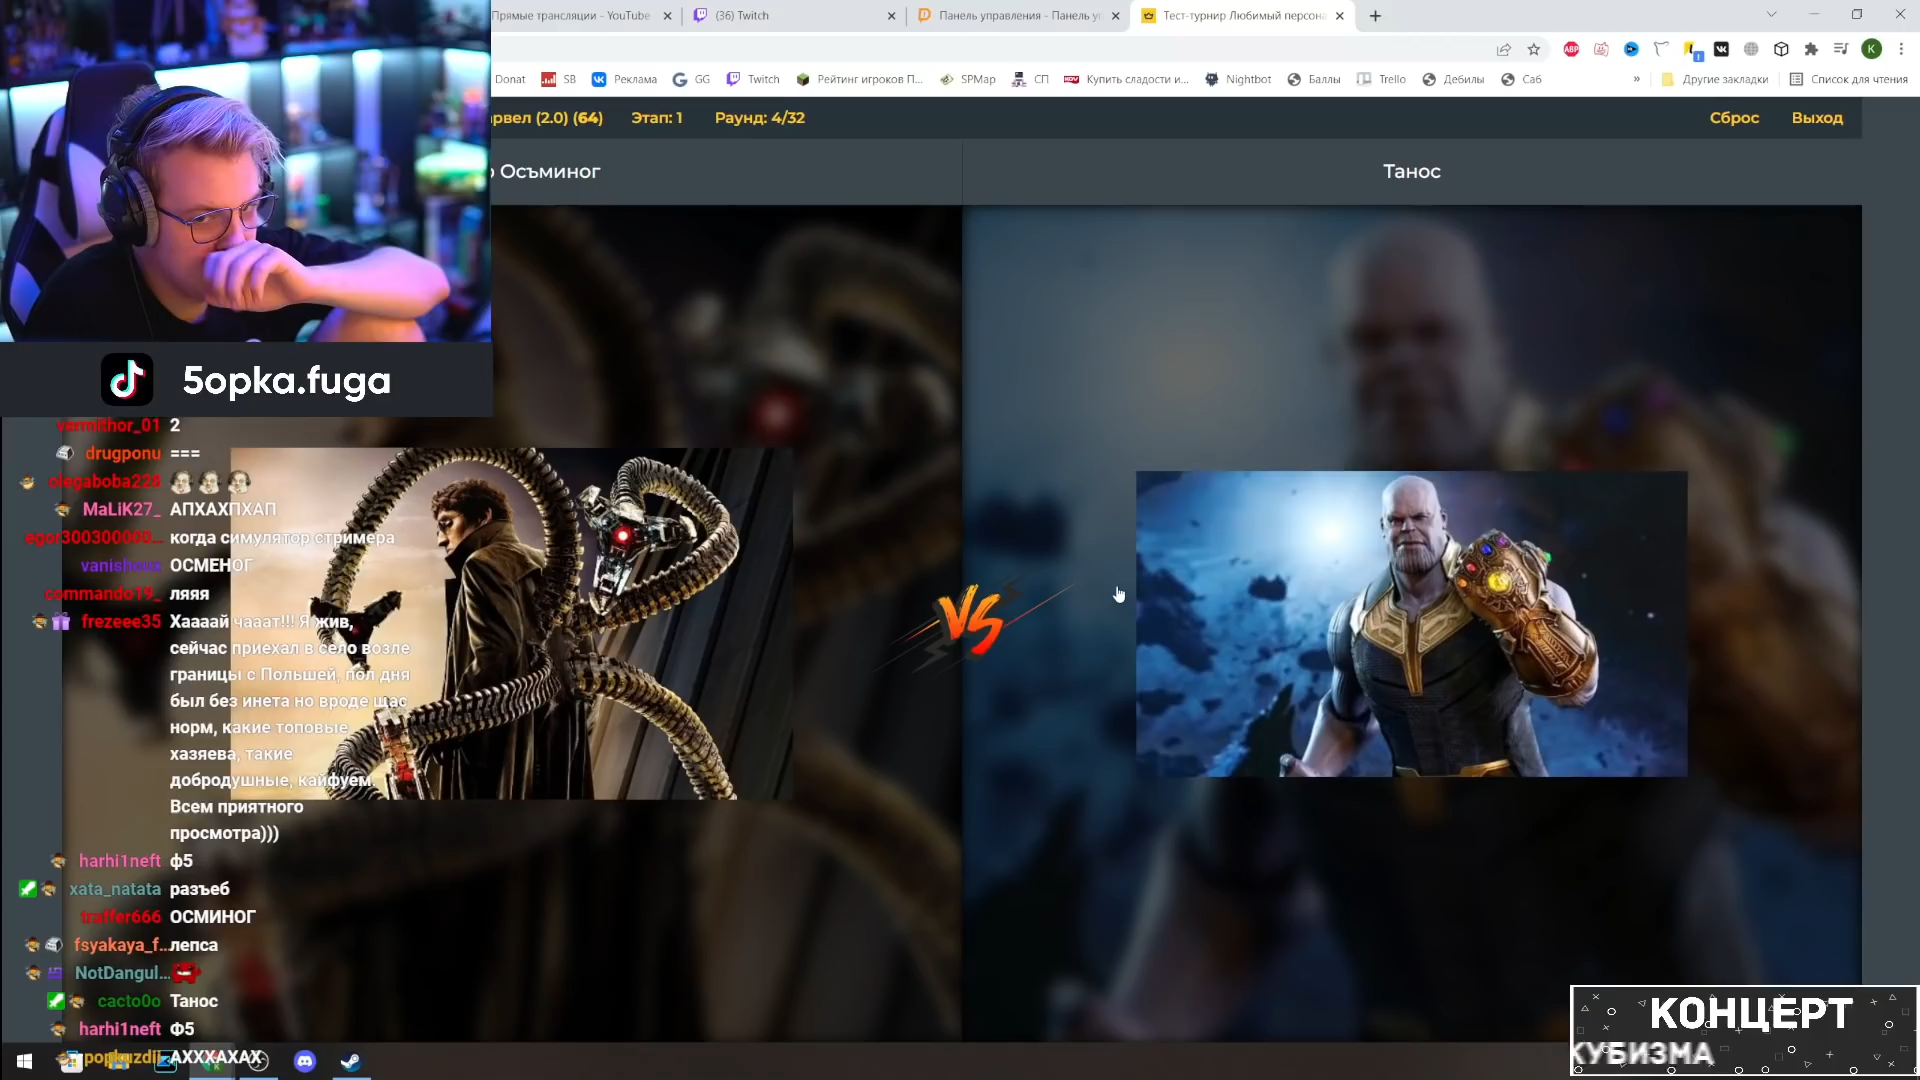 Прямые трансляции - YouTube
(36) Twitch
Панель управления - Панель у
Тест-турнир Любимый персона
ABP
K
Donat
SB
Реклама
GG
Twitch
Рейтинг игроков П...
SPMap
СП
Купить сладости и...
Nightbot
Баллы
Trello
Дебилы
Саб
»
Другие закладки
Список для чтения
рвел (2.0) (64)
Этап: 1
Раунд: 4/32
Сброс
Выход
Осьминог
Танос
5opka.fuga
VS
vermithor_01 2
drugponu ===
olegaboba228
MaLiK27_ АПХАХПХАП
egor300300000... когда симулятор стримера
vanishoux ОСМЕНОГ
commando19_ ляяя
frezeee35 Хаааай чааат!!! Я жив,
сейчас приехал в село возле
границы с Польшей, пол дня
был без инета но вроде щас
норм, какие топовые
хазяева, такие
добродушные, кайфуем.
Всем приятного
просмотра)))
harhi1neft ф5
xata_natata разъеб
traffer666 ОСМИНОГ
fsyakaya_f... лепса
NotDangul...
cacto0o Танос
harhi1neft Ф5
АХХХАХАХ
КОНЦЕРТ
КУБИЗМА